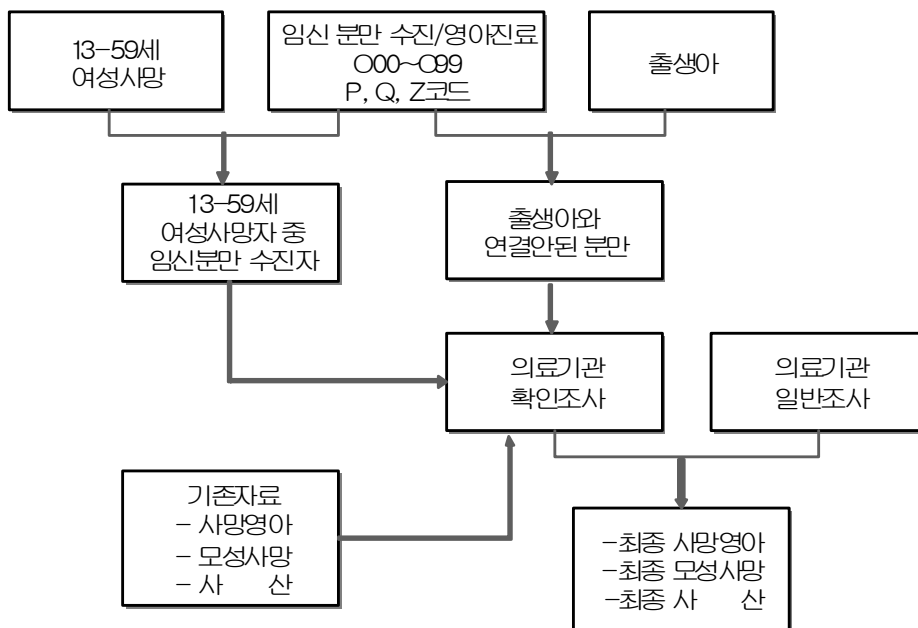 13-59세
여성사망
임신 분만 수진/영아진료
O00~O99
P, Q, Z코드
출생아
13-59세
여성사망자 중
임신분만 수진자
출생아와
연결안된 분만
의료기관
확인조사
의료기관
일반조사
기존자료
- 사망영아
- 모성사망
- 사 산
-최종 사망영아
-최종 모성사망
-최종 사 산